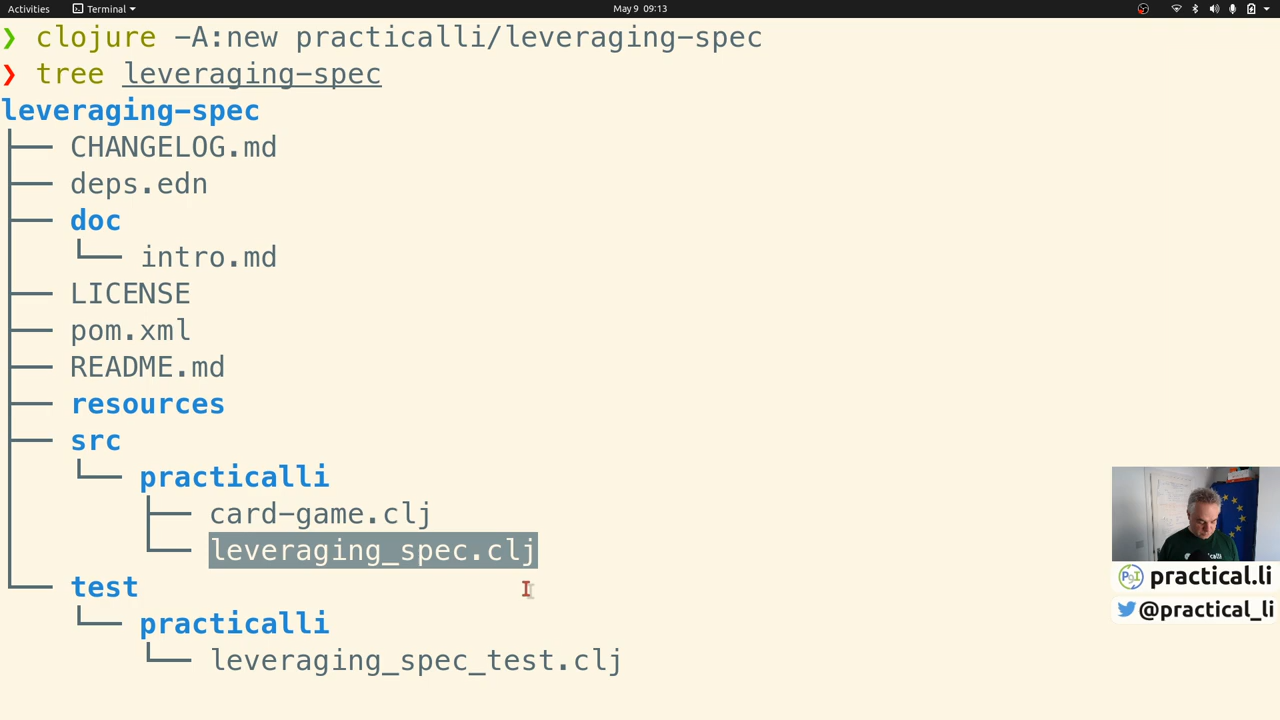 Activities Terminal May 9 09:13
❯ clojure -A:new practicalli/leveraging-spec
❯ tree leveraging-spec
leveraging-spec
├── CHANGELOG.md
├── deps.edn
├── doc
│   └── intro.md
├── LICENSE
├── pom.xml
├── README.md
├── resources
├── src
│   └── practicalli
│       ├── card-game.clj
│       └── leveraging_spec.clj
└── test
    └── practicalli
        └── leveraging_spec_test.clj
practical.li
@practical_li